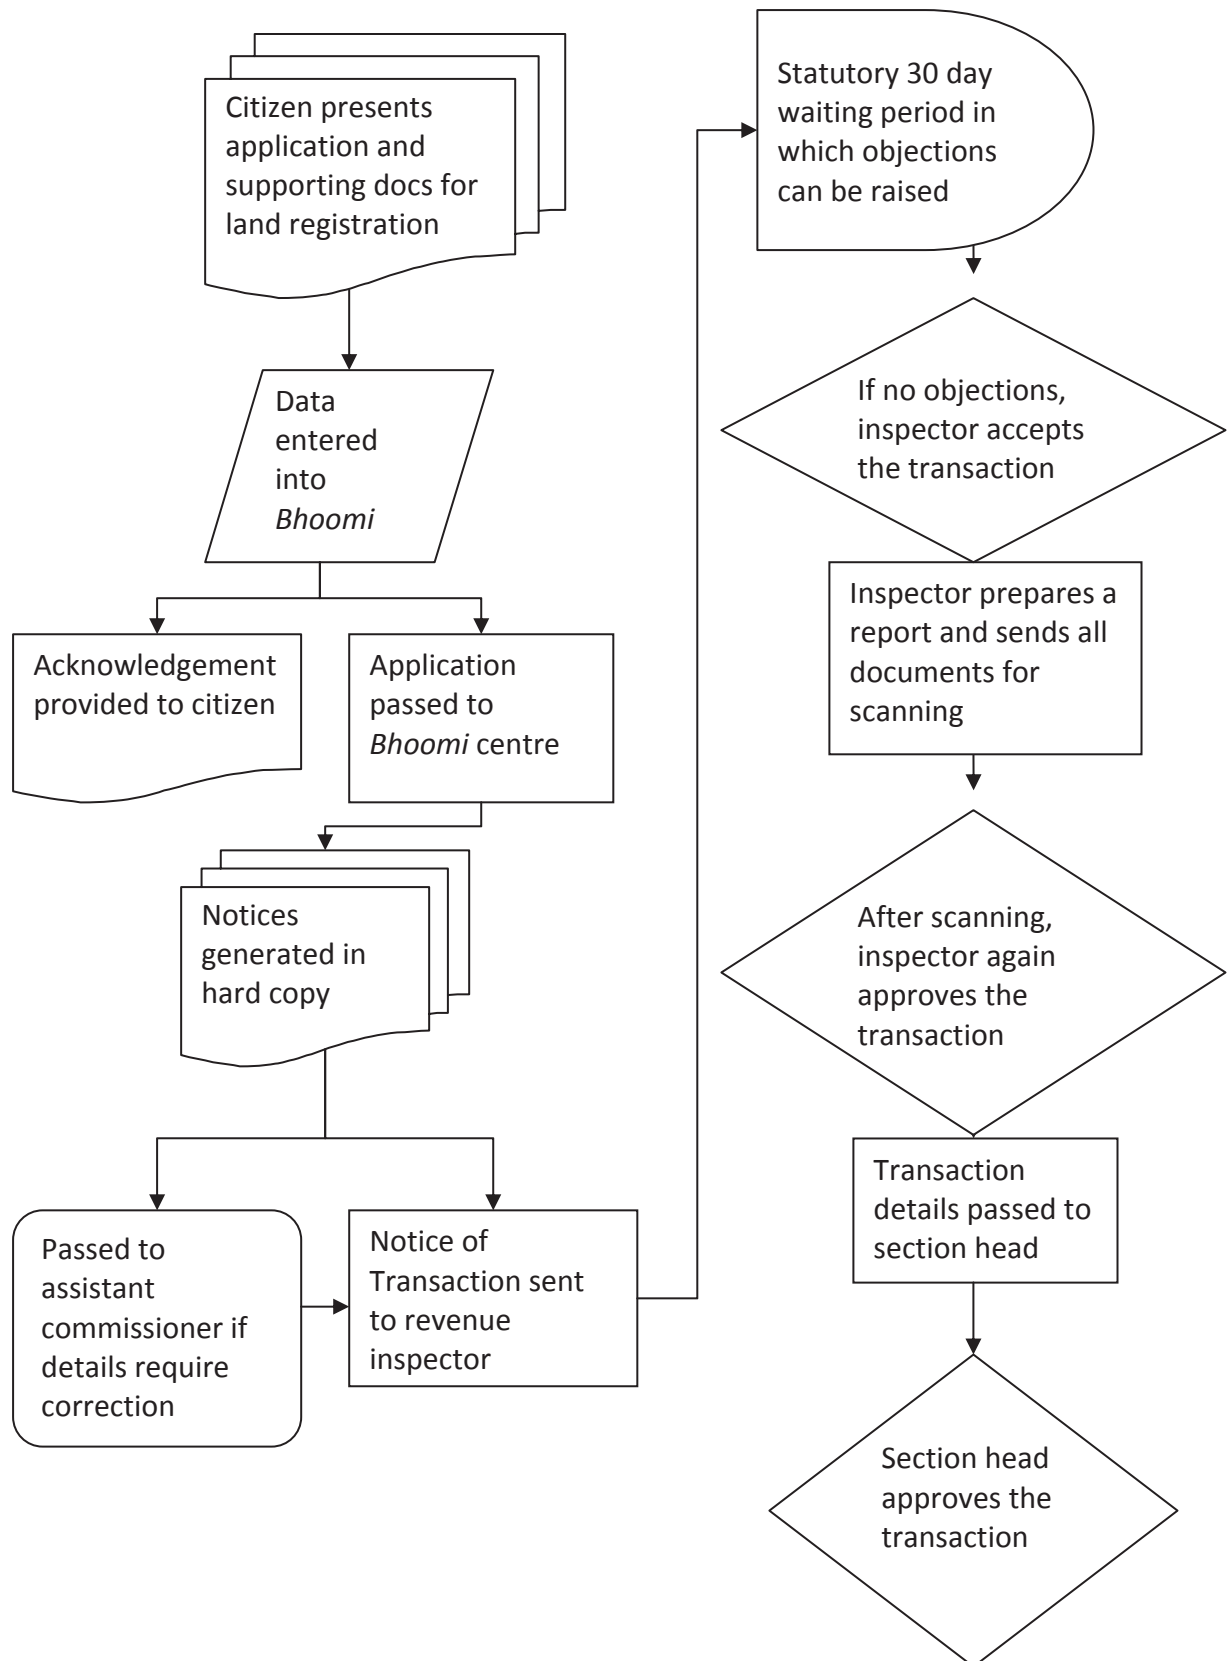 Citizen presents
application and
supporting docs for
land registration
Data
entered
into
Bhoomi
Acknowledgement
provided to citizen
Application
passed to
Bhoomi centre
Notices
generated in
hard copy
Passed to
assistant
commissioner if
details require
correction
Notice of
Transaction sent
to revenue
inspector
Statutory 30 day
waiting period in
which objections
can be raised
If no objections,
inspector accepts
the transaction
Inspector prepares a
report and sends all
documents for
scanning
After scanning,
inspector again
approves the
transaction
Transaction
details passed to
section head
Section head
approves the
transaction